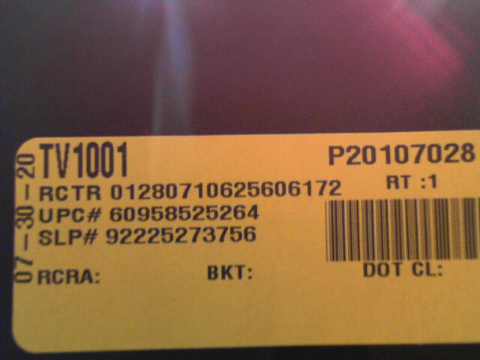 07-30-20
TV1001
P20107028
RCTR 01280710625606172
RT :1
UPC# 60958525264
SLP# 92225273756
RCRA:
BKT:
DOT CL: